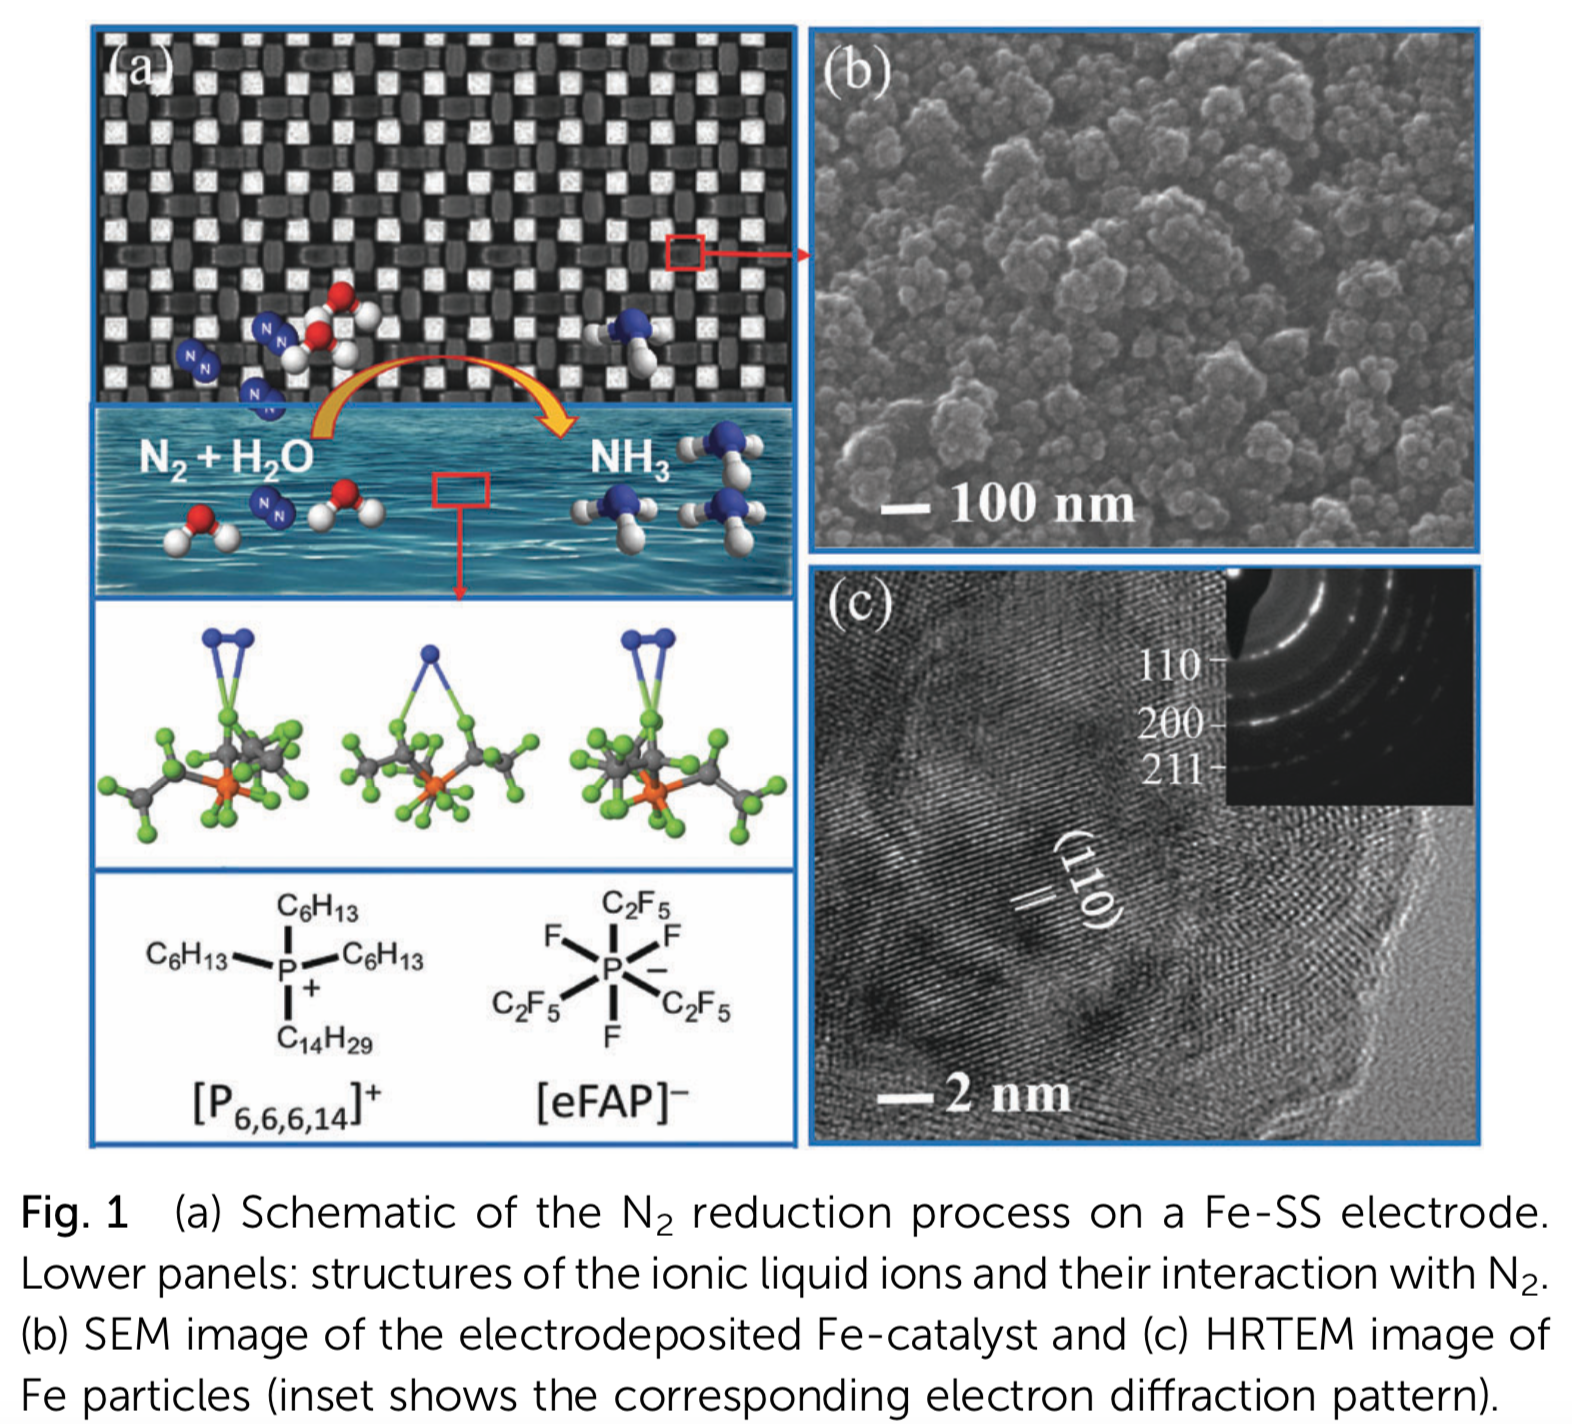 (a)
N
N
N
N
N
N
N₂ + H₂O
NH₃
N
N
C₆H₁₃
C₆H₁₃
P
C₆H₁₃
+
C₁₄H₂₉
[P₆,₆,₆,₁₄]⁺
C₂F₅
F
F
P
−
C₂F₅
C₂F₅
F
[eFAP]⁻
(b)
100 nm
(c)
110
200
211
(110)
2 nm
Fig. 1 (a) Schematic of the N₂ reduction process on a Fe-SS electrode.
Lower panels: structures of the ionic liquid ions and their interaction with N₂.
(b) SEM image of the electrodeposited Fe-catalyst and (c) HRTEM image of
Fe particles (inset shows the corresponding electron diffraction pattern).